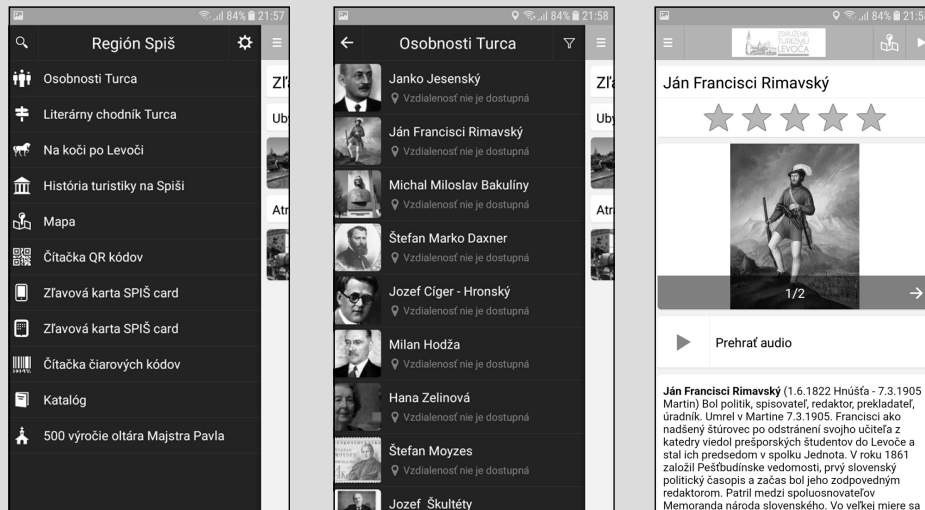 84% 21:57
Región Spiš
Osobnosti Turca
Literárny chodník Turca
Na koči po Levoči
História turistiky na Spiši
Mapa
Čítačka QR kódov
Zľavová karta SPIŠ card
Zľavová karta SPIŠ card
Čítačka čiarových kódov
Katalóg
500 výročie oltára Majstra Pavla
Zľa
Uby
Atr
84% 21:58
Osobnosti Turca
Janko Jesenský
Vzdialenosť nie je dostupná
Ján Francisci Rimavský
Vzdialenosť nie je dostupná
Michal Miloslav Bakulíny
Vzdialenosť nie je dostupná
Štefan Marko Daxner
Vzdialenosť nie je dostupná
Jozef Cíger - Hronský
Vzdialenosť nie je dostupná
Milan Hodža
Vzdialenosť nie je dostupná
Hana Zelinová
Vzdialenosť nie je dostupná
Štefan Moyzes
Vzdialenosť nie je dostupná
Jozef Škultéty
Zľa
Uby
Atr
84% 21:58
ZDRUŽENIE
TURIZMU
LEVOČA
Ján Francisci Rimavský
1/2
Prehrať audio
Ján Francisci Rimavský (1.6.1822 Hnúšťa - 7.3.1905
Martin) Bol politik, spisovateľ, redaktor, prekladateľ,
úradník. Umrel v Martine 7.3.1905. Francisci ako
nadšený štúrovec po odstránení svojho učiteľa z
katedry viedol prešporských študentov do Levoče a
stal ich predsedom v spolku Jednota. V roku 1861
založil Pešťbudínske vedomosti, prvý slovenský
politický časopis a začas bol jeho zodpovedným
redaktorom. Patril medzi spoluosnovateľov
Memoranda národa slovenského. Vo veľkej miere sa